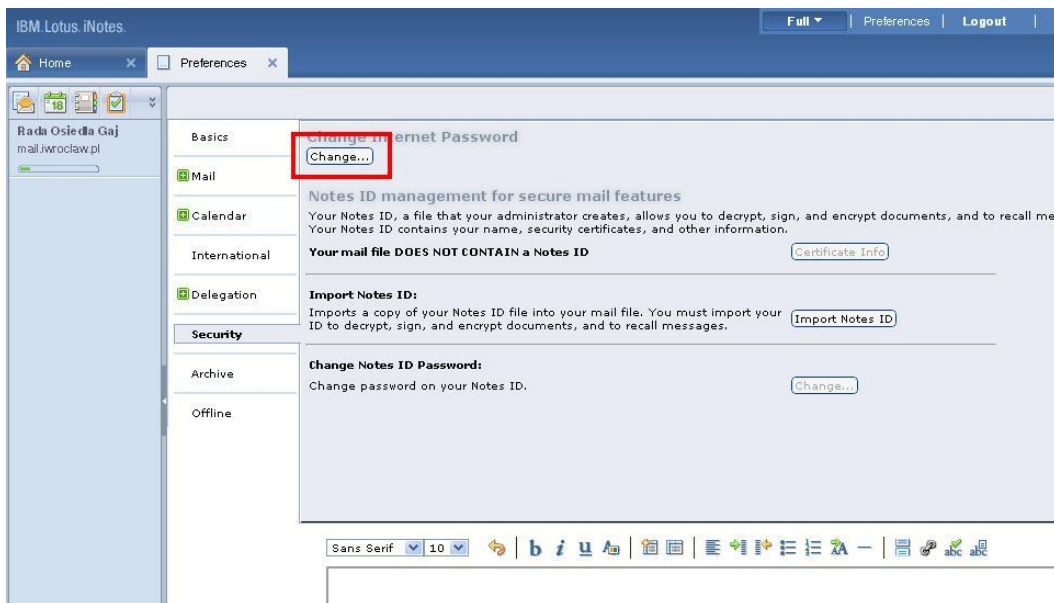 IBM.Lotus.iNotes.
Full | Preferences | Logout |
Home x Preferences x
18
Rada Osiedla Gaj
mail.iwroclaw.pl
Basics
Mail
Calendar
International
Delegation
Security
Archive
Offline
Change Internet Password
Change...
Notes ID management for secure mail features
Your Notes ID, a file that your administrator creates, allows you to decrypt, sign, and encrypt documents, and to recall me
Your Notes ID contains your name, security certificates, and other information.
Your mail file DOES NOT CONTAIN a Notes ID Certificate Info
Import Notes ID:
Imports a copy of your Notes ID file into your mail file. You must import your
ID to decrypt, sign, and encrypt documents, and to recall messages. Import Notes ID
Change Notes ID Password:
Change password on your Notes ID. Change...
Sans Serif 10 b i u abc abc